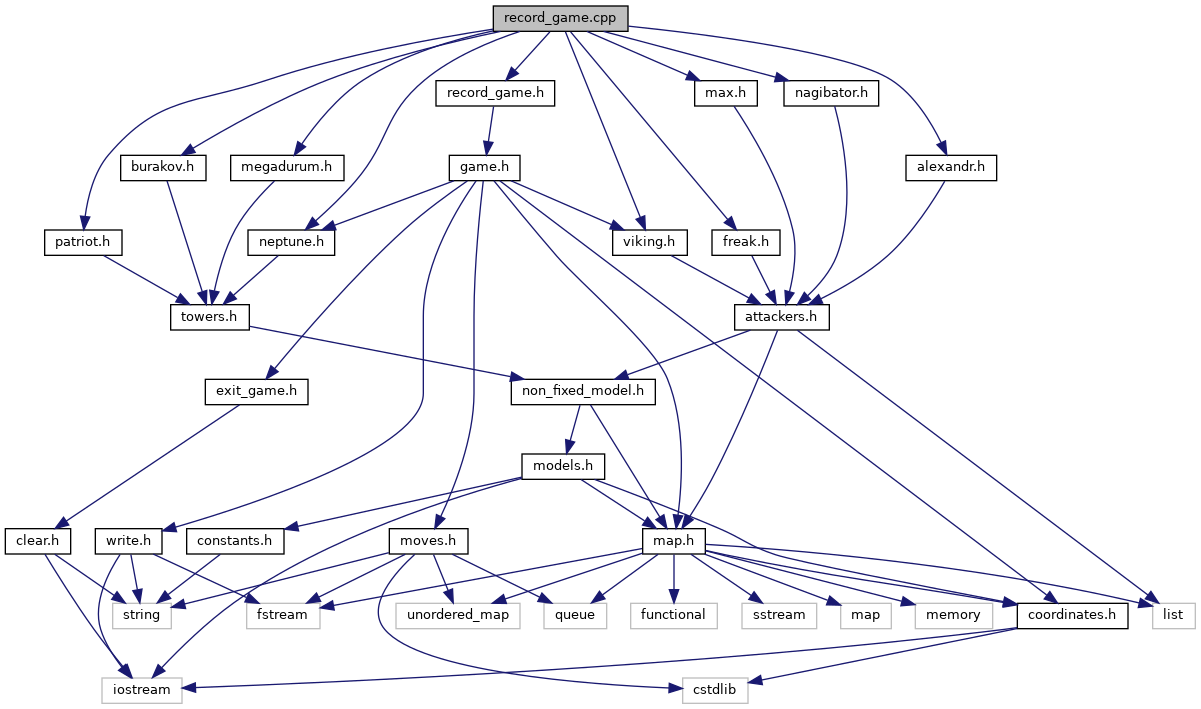 record_game.cpp
record_game.h
max.h
nagibator.h
burakov.h
megadurum.h
game.h
alexandr.h
patriot.h
neptune.h
viking.h
freak.h
towers.h
attackers.h
exit_game.h
non_fixed_model.h
models.h
clear.h
write.h
constants.h
moves.h
map.h
string
fstream
unordered_map
queue
functional
sstream
map
memory
coordinates.h
list
iostream
cstdlib